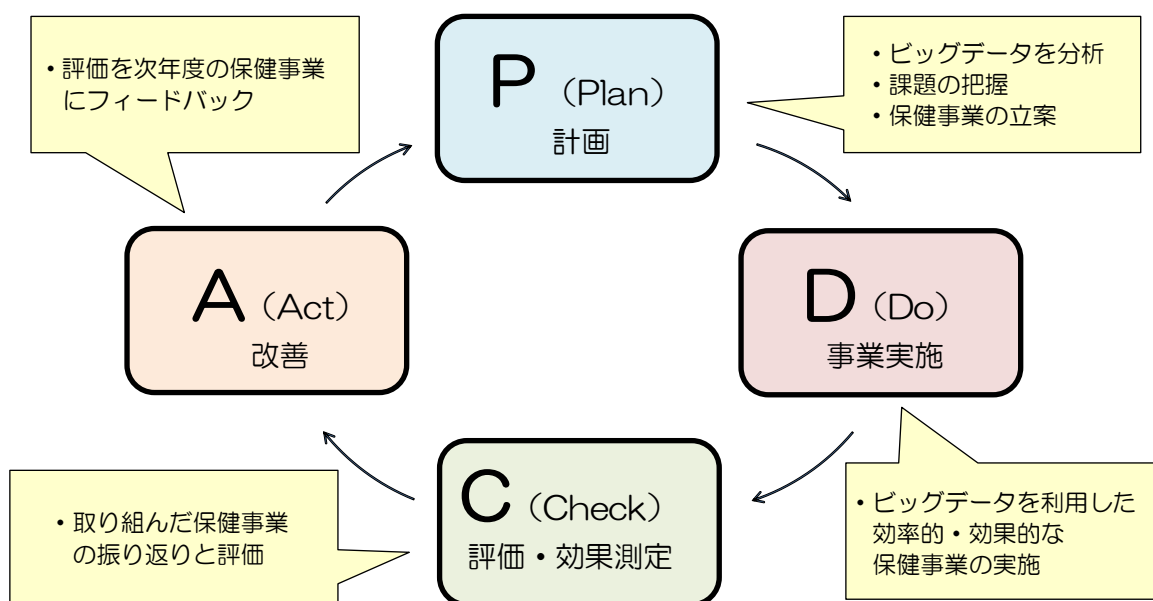 ・評価を次年度の保健事業
にフィードバック
P（Plan）
計画
・ビッグデータを分析
・課題の把握
・保健事業の立案
A（Act）
改善
D（Do）
事業実施
・取り組んだ保健事業
の振り返りと評価
C（Check）
評価・効果測定
・ビッグデータを利用した
効率的・効果的な
保健事業の実施